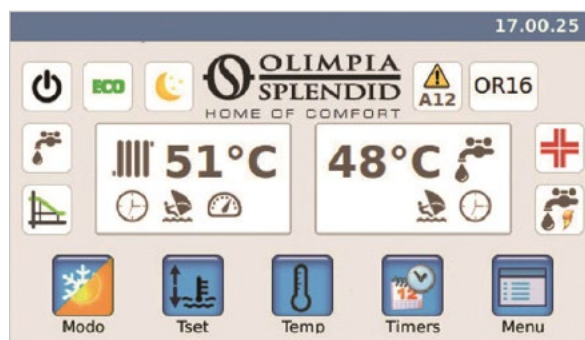 17.00.25
ECO
OLIMPIA
SPLENDID
HOME OF COMFORT
A12
OR16
51°C
48°C
12
Modo
Tset
Temp
Timers
Menu